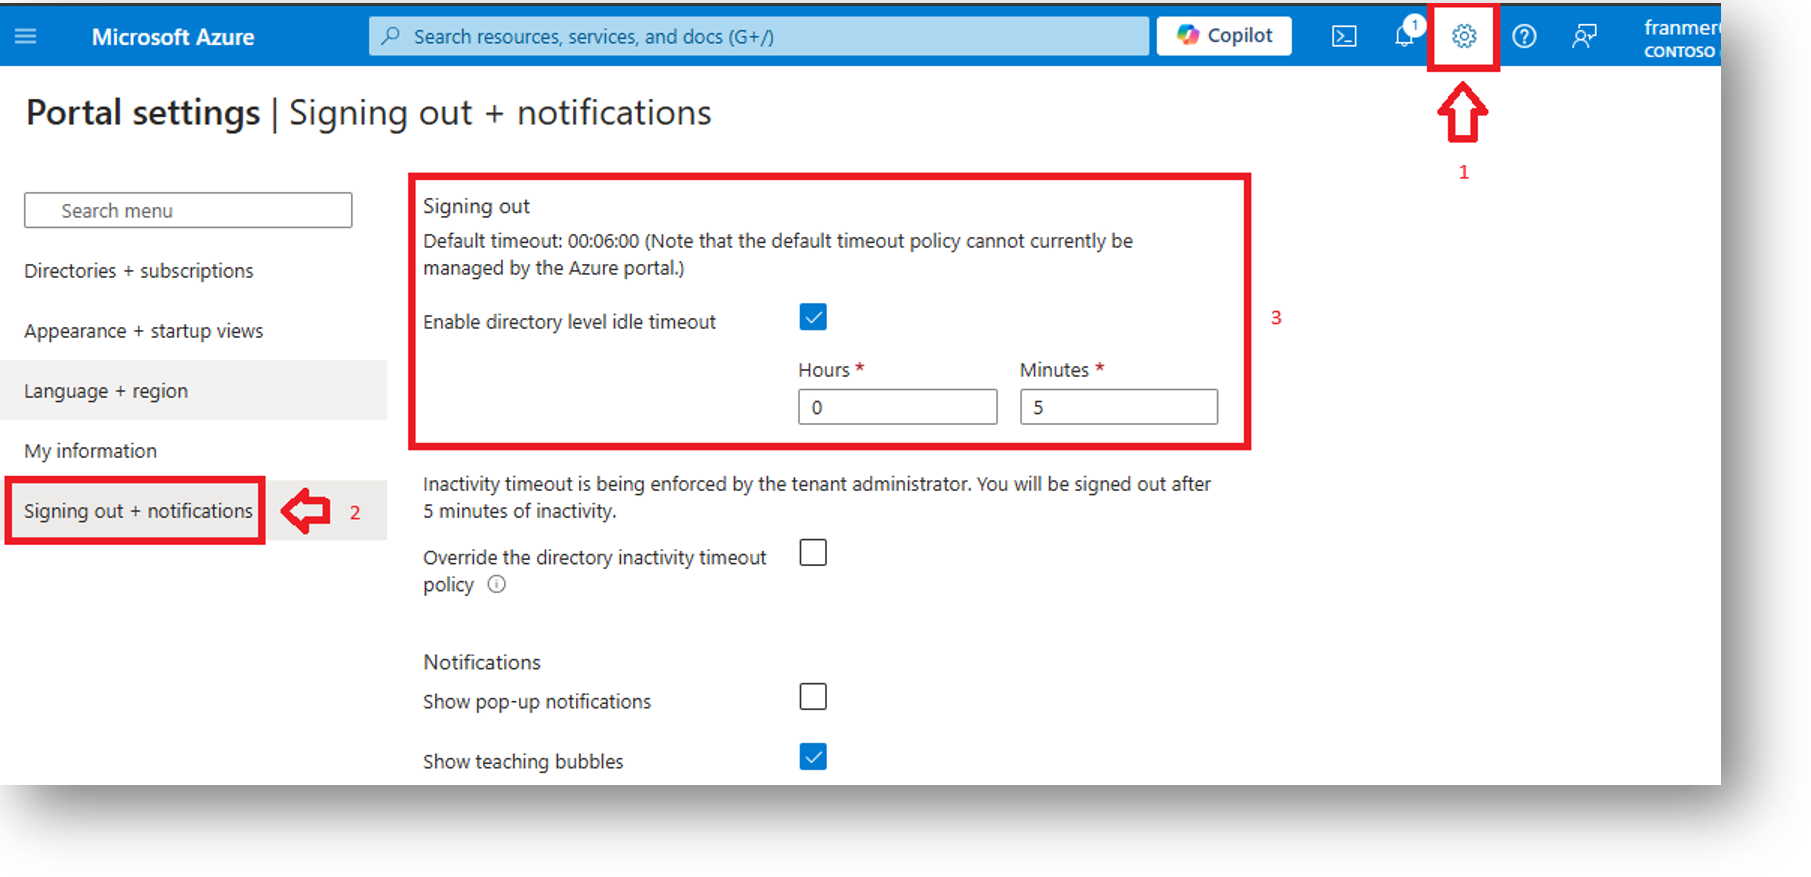 Microsoft Azure
Search resources, services, and docs (G+/)
Copilot
1
franmer
CONTOSO
Portal settings | Signing out + notifications
1
Search menu
Directories + subscriptions
Appearance + startup views
Language + region
My information
Signing out + notifications
2
Signing out
Default timeout: 00:06:00 (Note that the default timeout policy cannot currently be
managed by the Azure portal.)
Enable directory level idle timeout
3
Hours *
Minutes *
0
5
Inactivity timeout is being enforced by the tenant administrator. You will be signed out after
5 minutes of inactivity.
Override the directory inactivity timeout
policy
Notifications
Show pop-up notifications
Show teaching bubbles